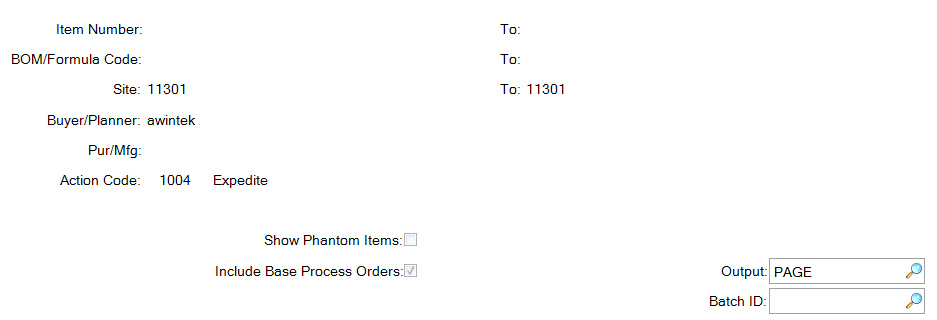 Item Number: To:
BOM/Formula Code: To:
Site: 11301 To: 11301
Buyer/Planner: awintek
Pur/Mfg:
Action Code: 1004 Expedite
Show Phantom Items:
Include Base Process Orders: Output: PAGE
Batch ID: